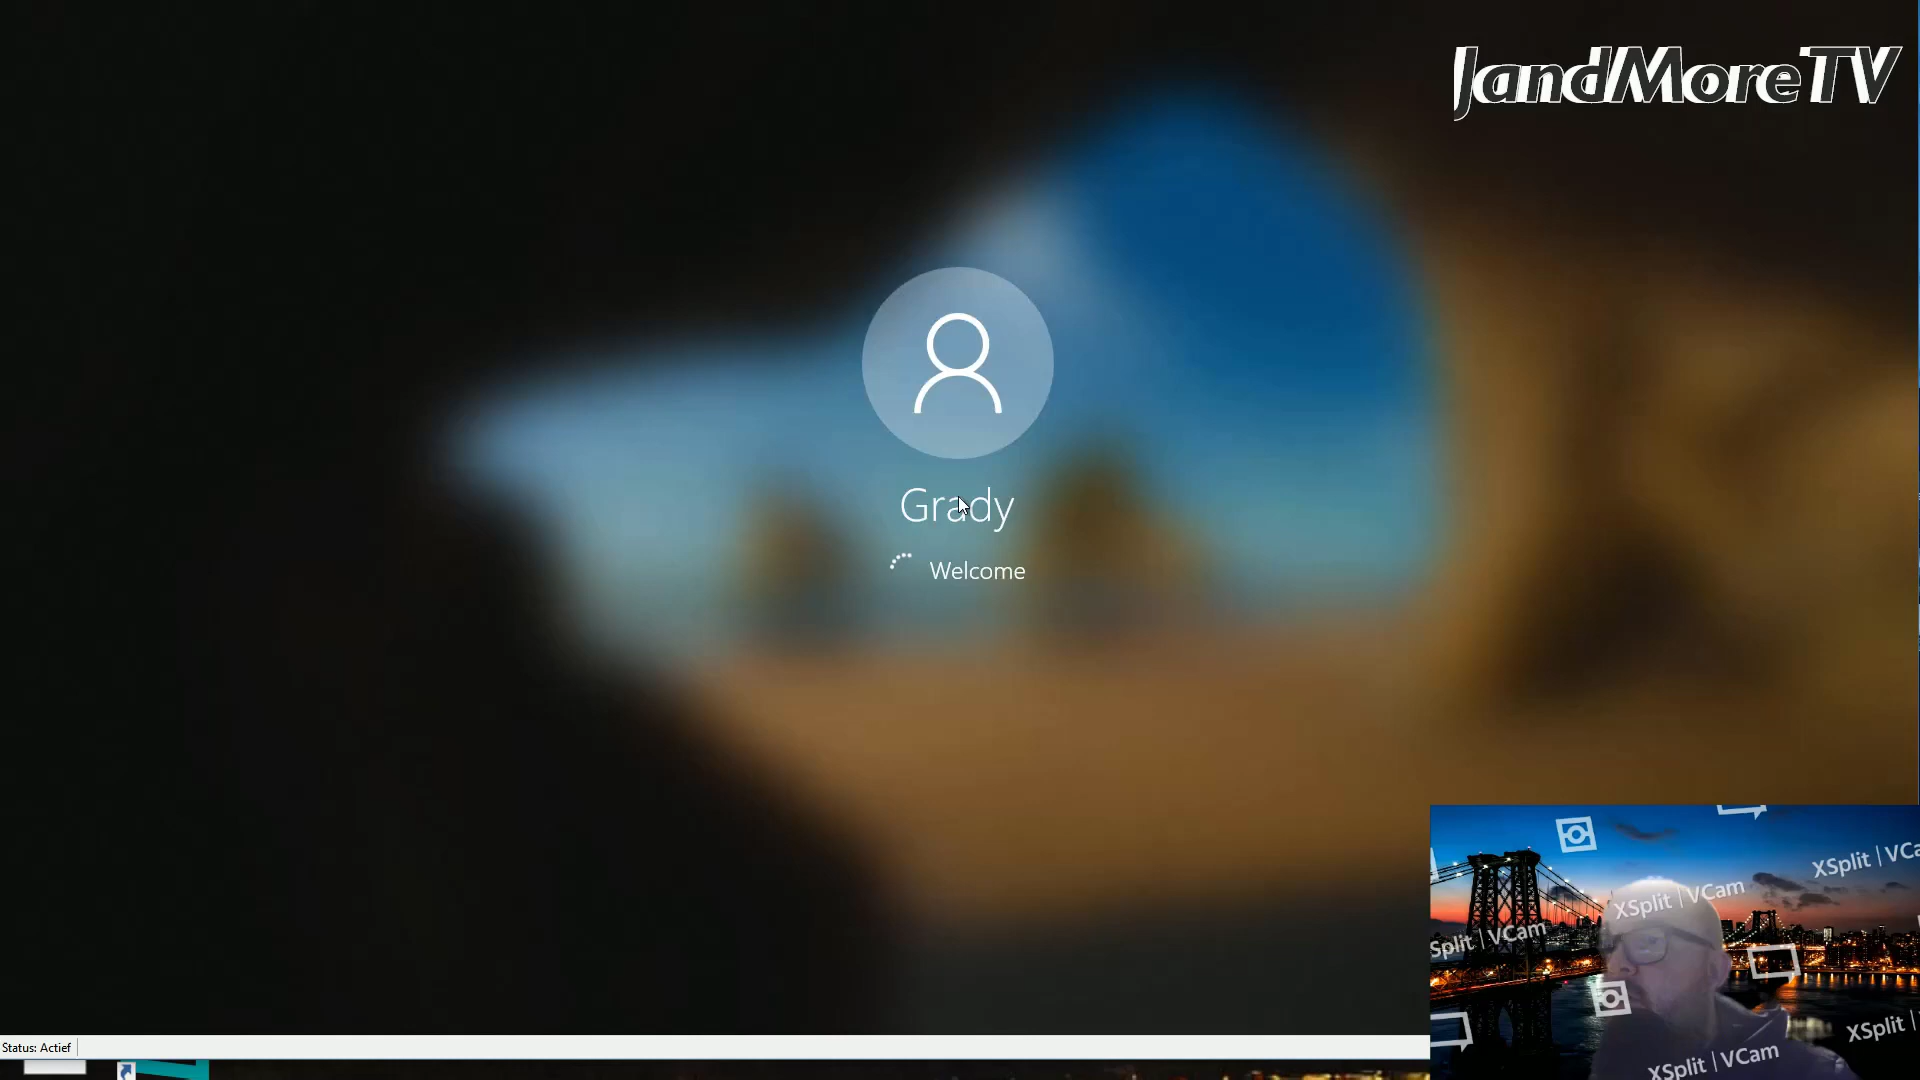 JandMoreTV
Grady
Welcome
XSplit | VCa
XSplit | VCam
Split | VCam
XSplit |
XSplit | VCam
Status: Actief